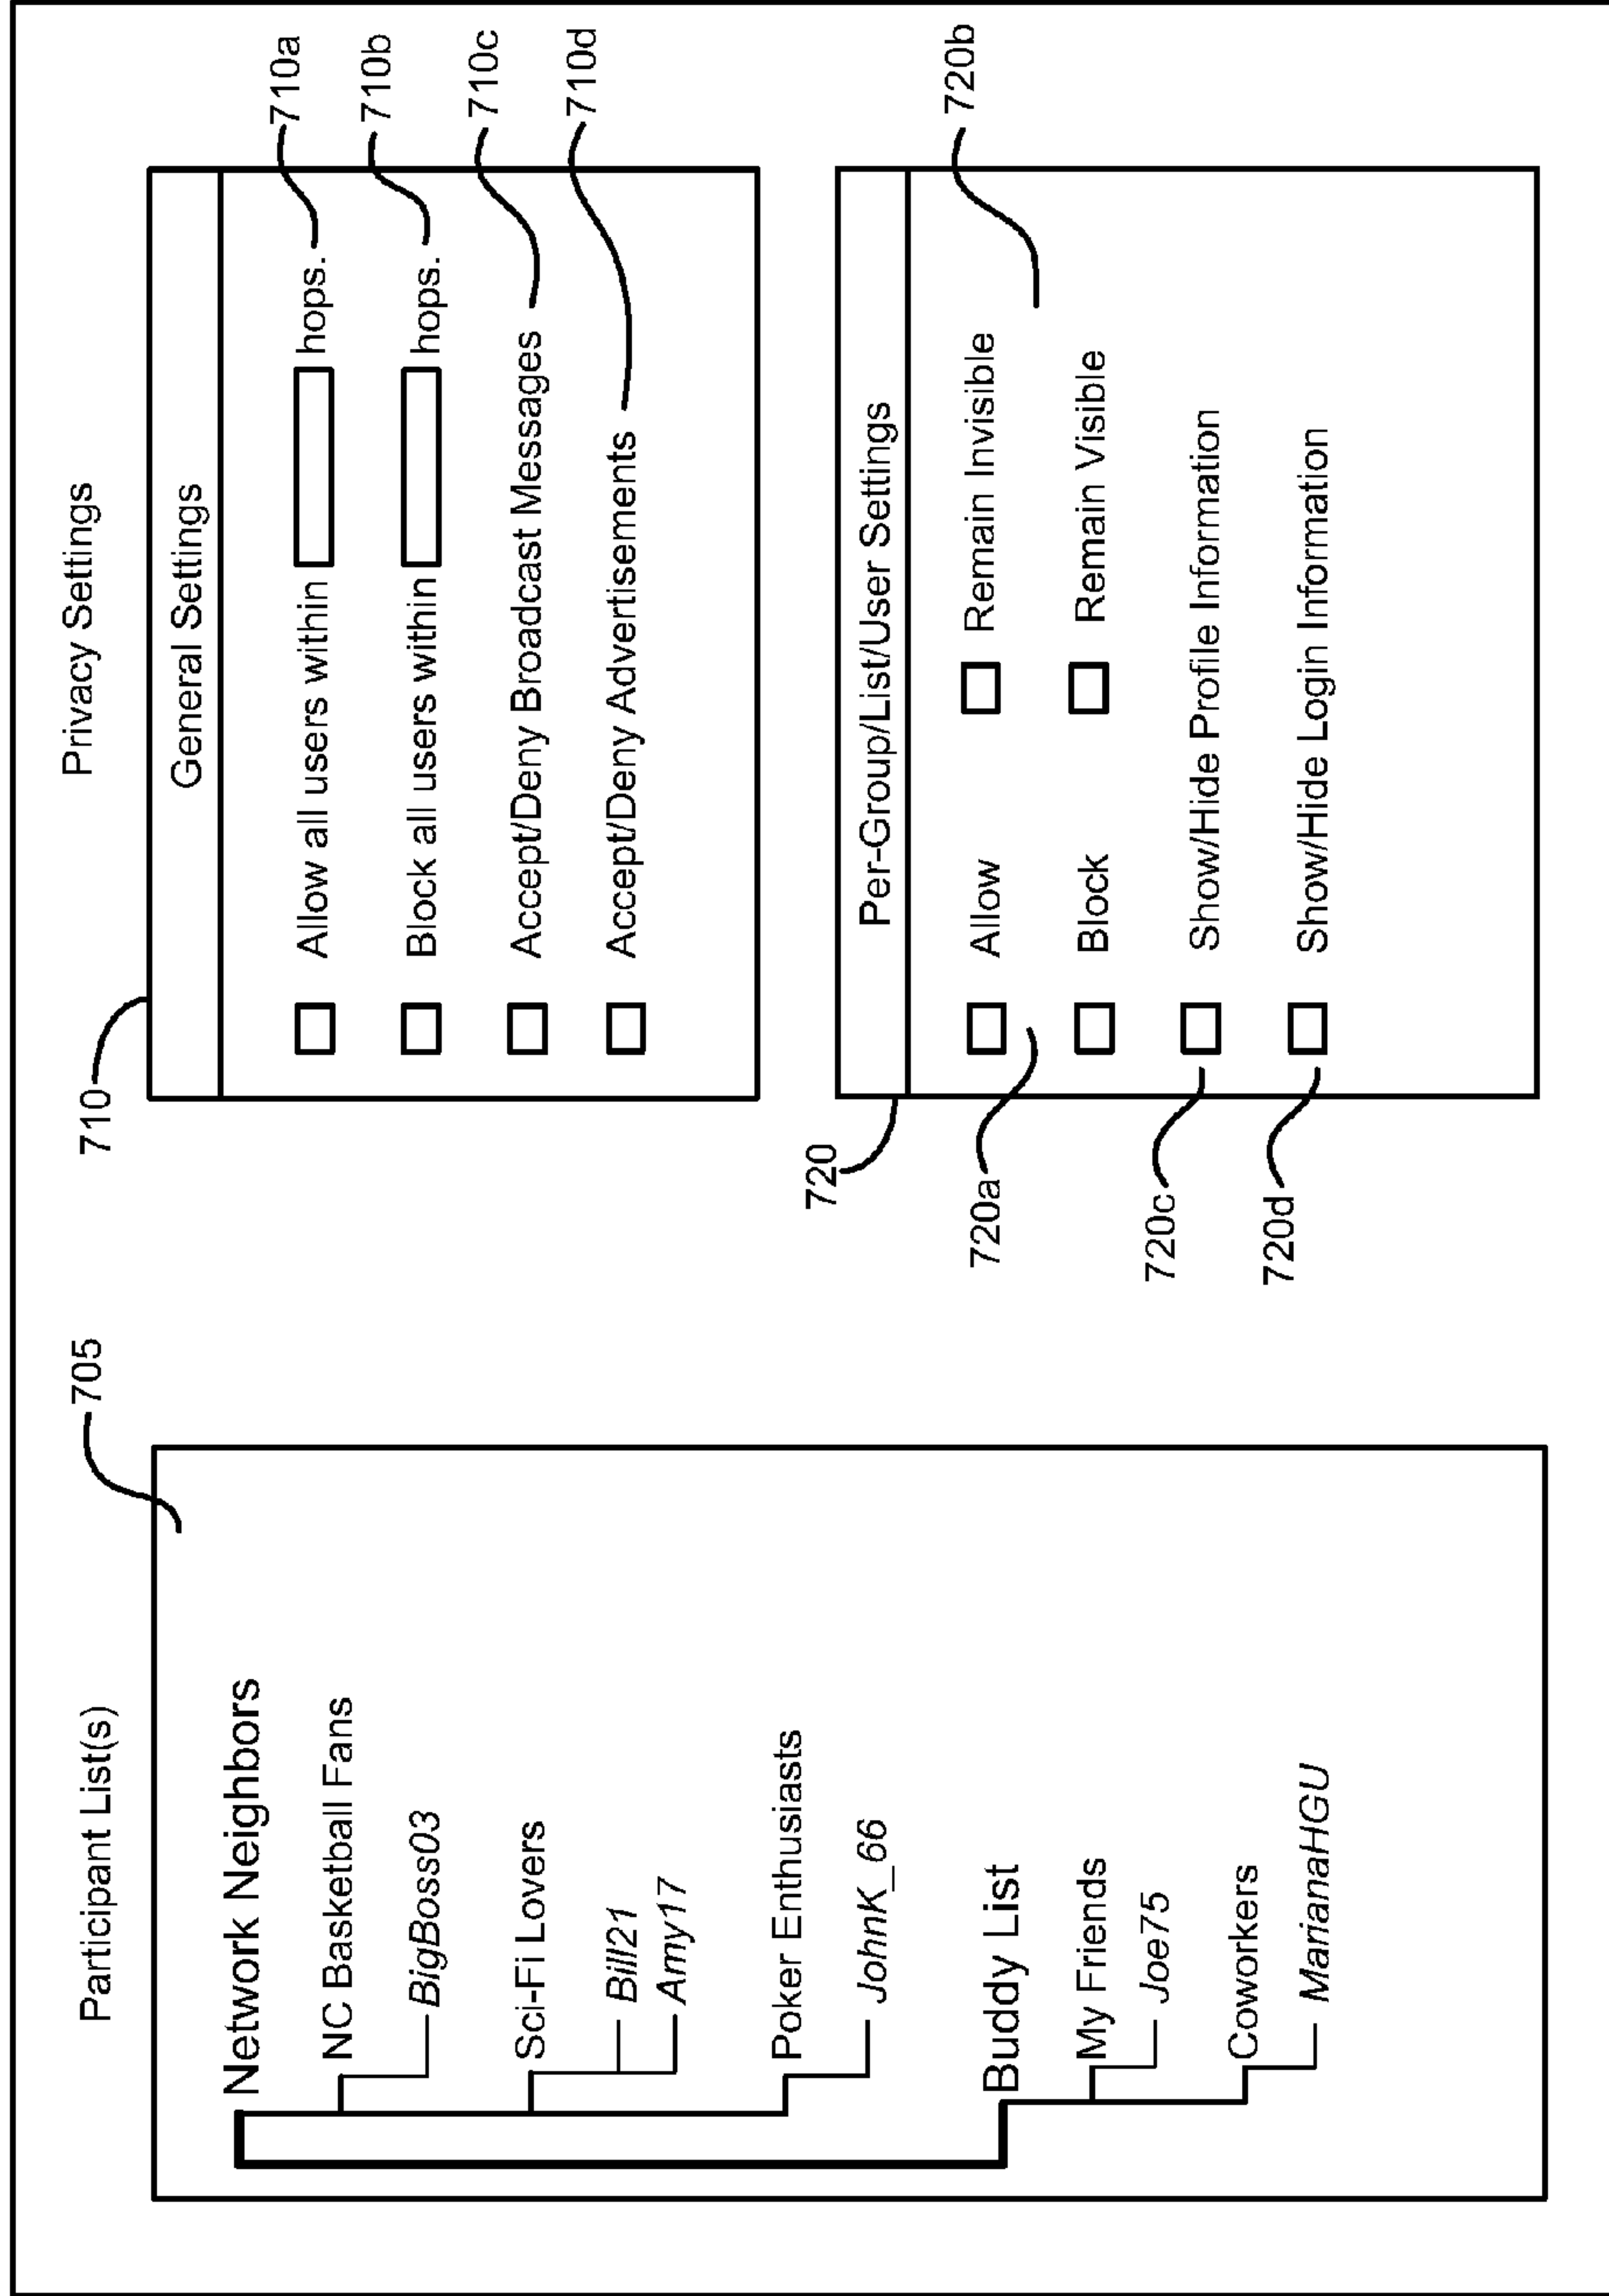 Participant List(s)
705
Network Neighbors
NC Basketball Fans
BigBoss03
Sci-Fi Lovers
Bill21
Amy17
Poker Enthusiasts
JohnK_66
Buddy List
My Friends
Joe75
Coworkers
MarianaHGU
Privacy Settings
710
General Settings
Allow all users within hops.
710a
Block all users within hops.
710b
Accept/Deny Broadcast Messages
710c
Accept/Deny Advertisements
710d
720
Per-Group/List/User Settings
720a
Allow Remain Invisible
720b
Block Remain Visible
720c
Show/Hide Profile Information
720d
Show/Hide Login Information